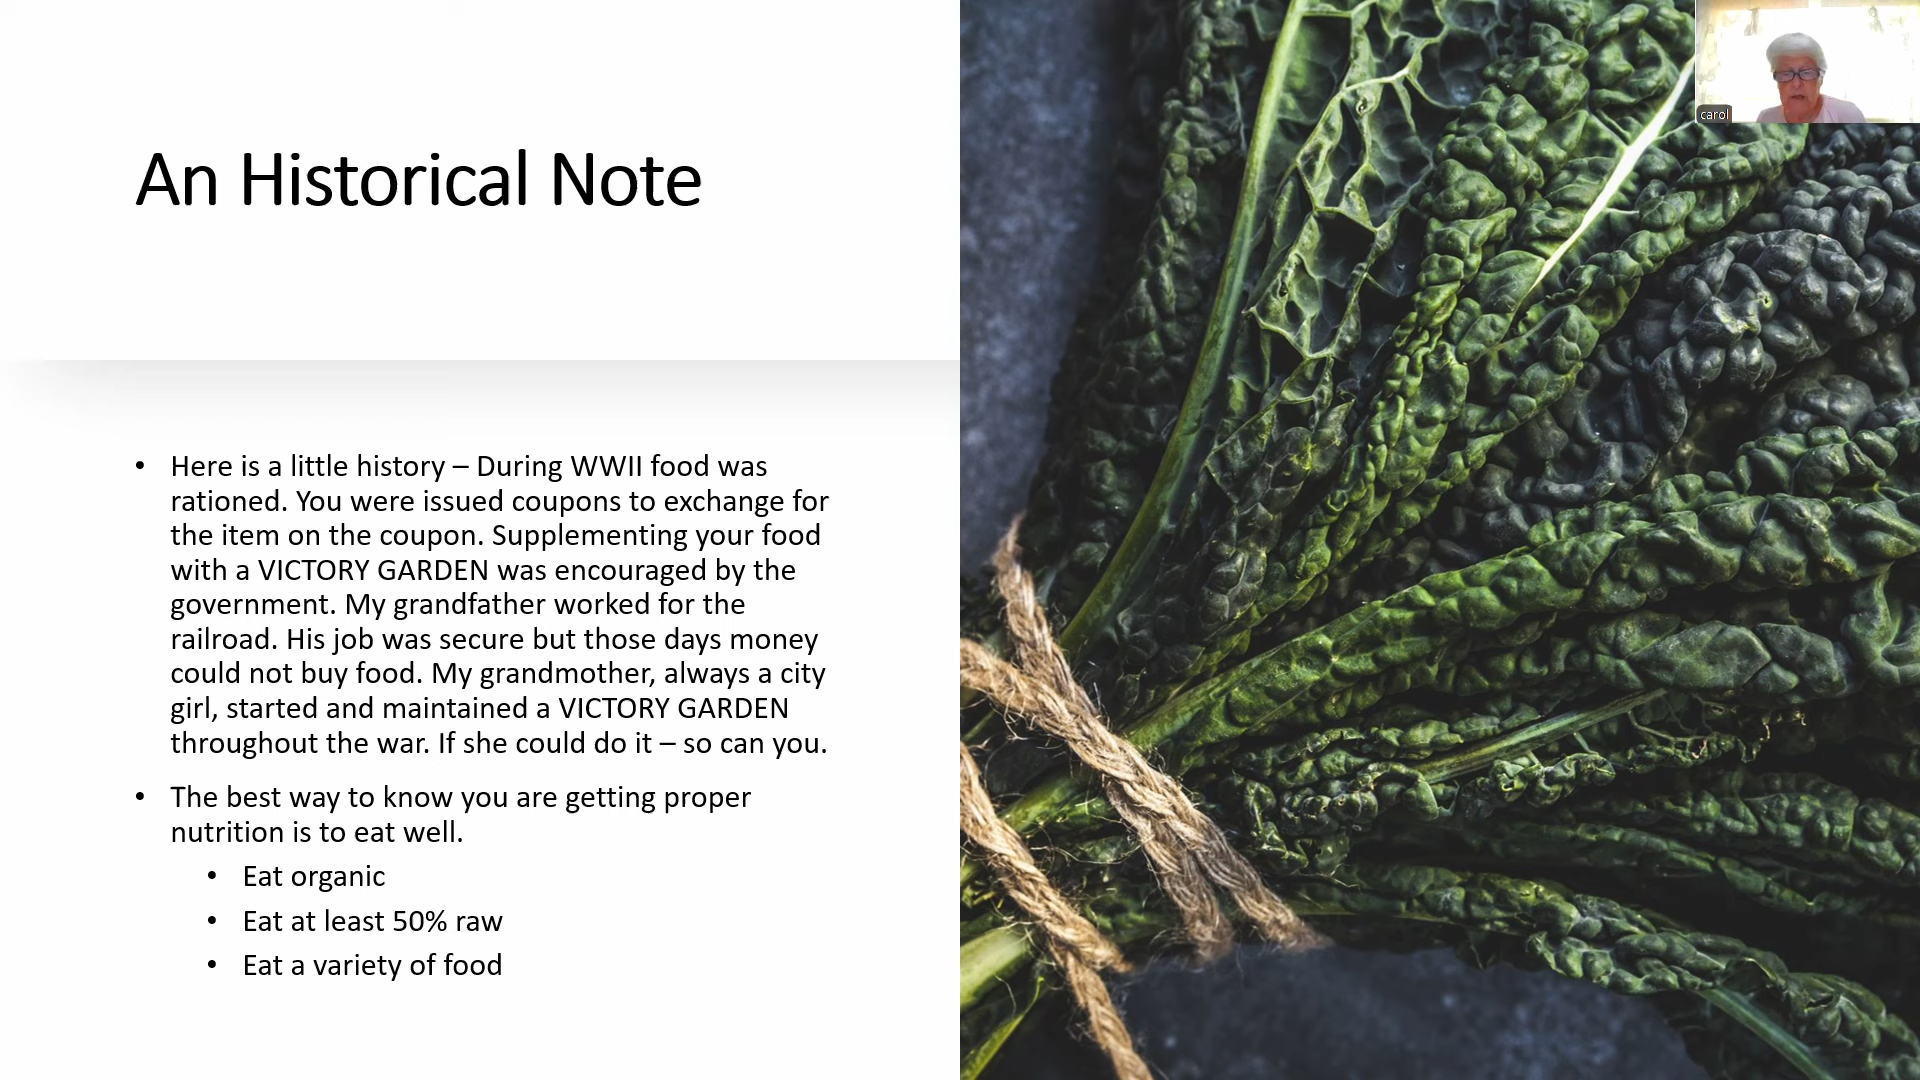 carol
An Historical Note
• Here is a little history – During WWII food was
rationed. You were issued coupons to exchange for
the item on the coupon. Supplementing your food
with a VICTORY GARDEN was encouraged by the
government. My grandfather worked for the
railroad. His job was secure but those days money
could not buy food. My grandmother, always a city
girl, started and maintained a VICTORY GARDEN
throughout the war. If she could do it – so can you.
• The best way to know you are getting proper
nutrition is to eat well.
• Eat organic
• Eat at least 50% raw
• Eat a variety of food